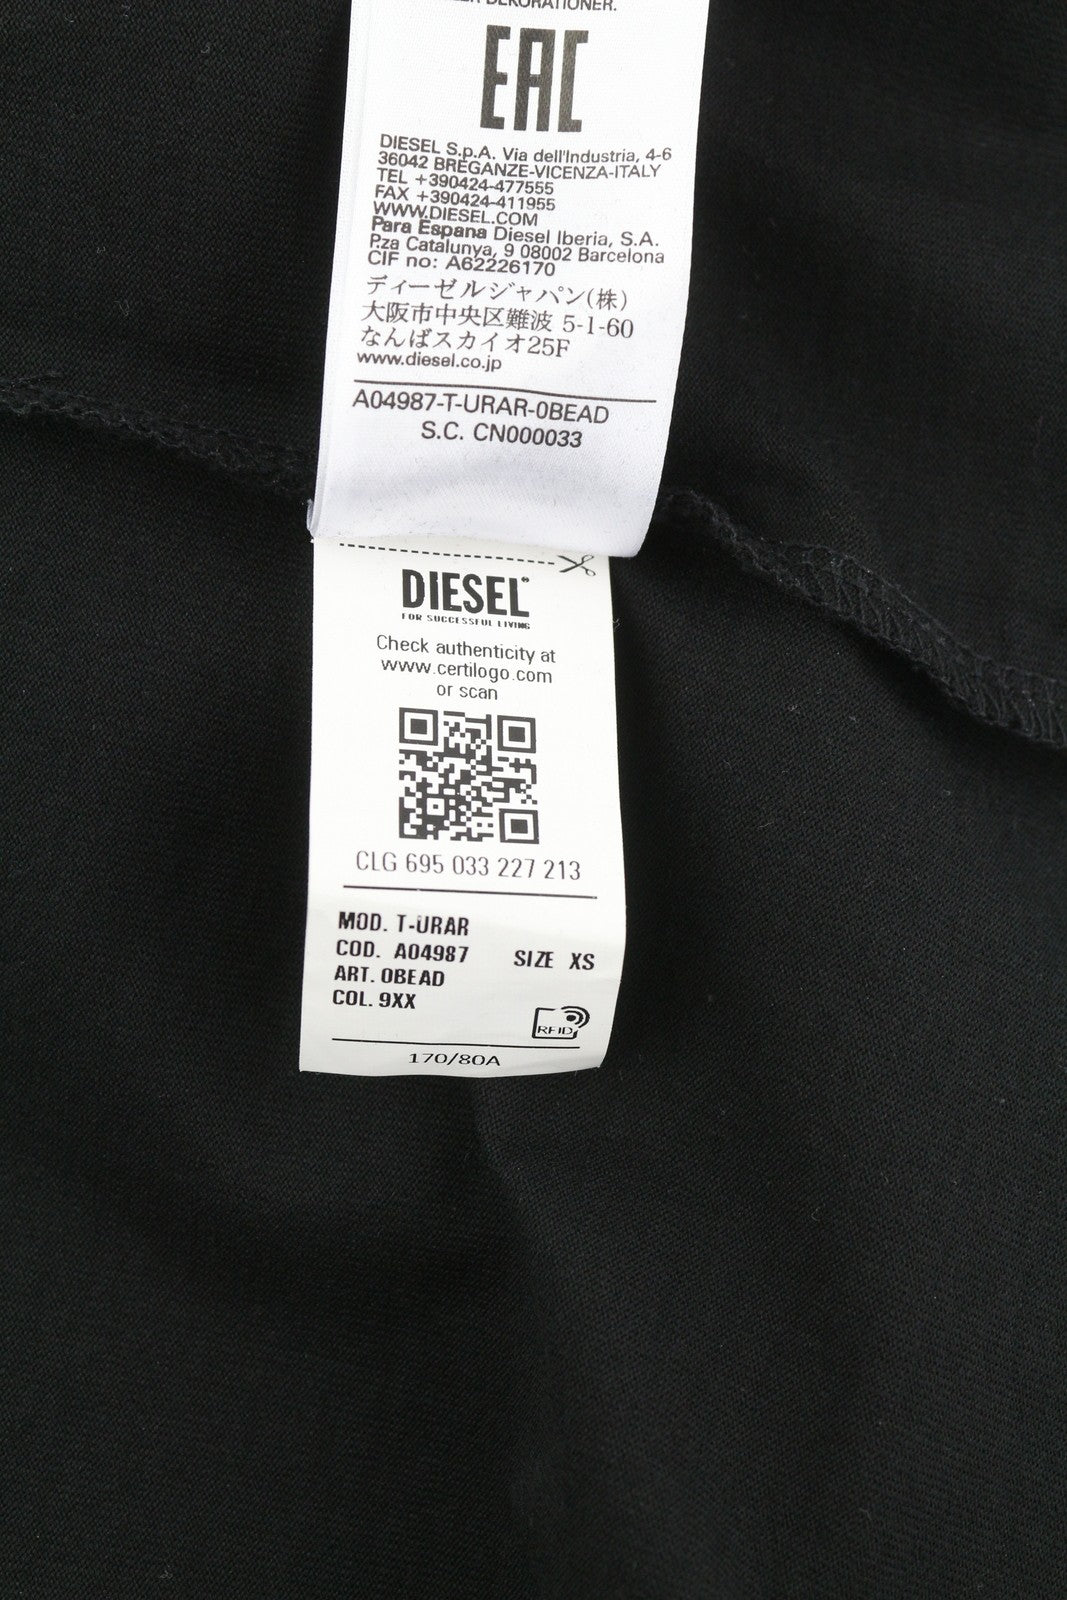 DEKORATIONER.
EAC
DIESEL S.p.A. Via dell'Industria, 4-6
36042 BREGANZE-VICENZA-ITALY
TEL +390424-477555
FAX +390424-411955
WWW.DIESEL.COM
Para Espana Diesel Iberia, S.A.
P.za Catalunya, 9 08002 Barcelona
CIF no: A62226170
ディーゼルジャパン(株)
大阪市中央区難波 5-1-60
なんばスカイオ25F
www.diesel.co.jp
A04987-T-URAR-0BEAD
S.C. CN000033
DIESEL
FOR SUCCESSFUL LIVING
Check authenticity at
www.certilogo.com
or scan
CLG 695 033 227 213
MOD. T-URAR
COD. A04987 SIZE XS
ART. 0BEAD
COL. 9XX
RFID
170/80A